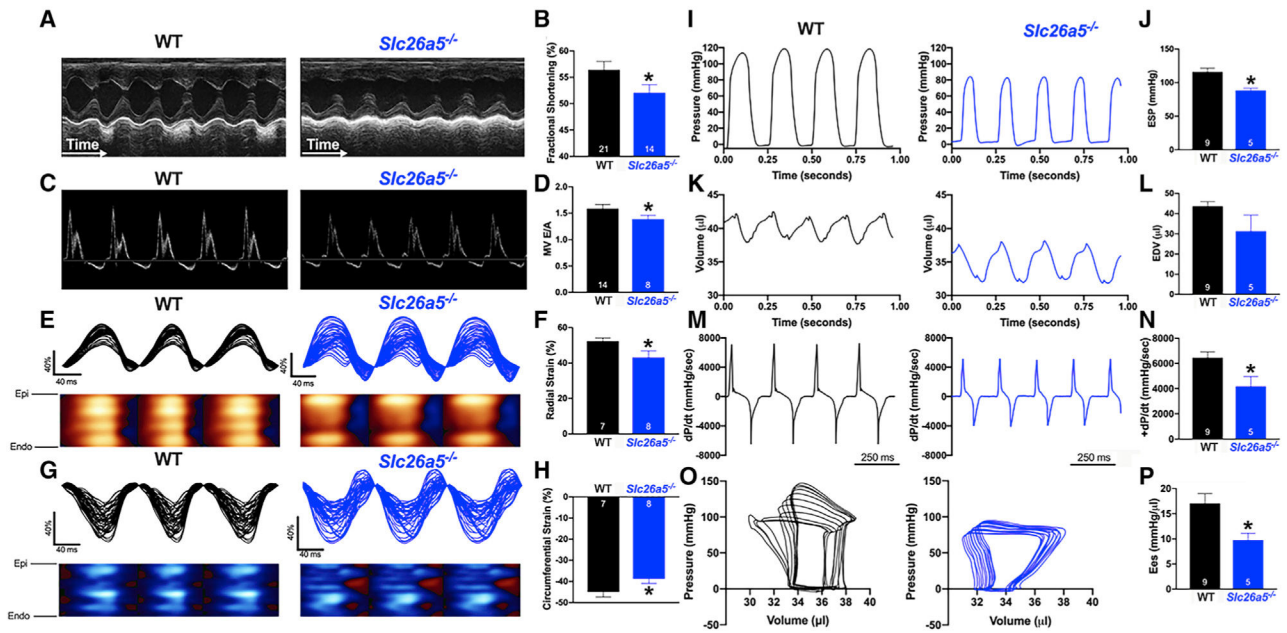 A
WT
Slc26a5-/-
Time
Time
B
Fractional Shortening (%)
60
55
50
45
40
*
21
14
WT
Slc26a5-/-
C
WT
Slc26a5-/-
D
MV E/A
2.0
1.5
1.0
0.5
0.0
*
14
8
WT
Slc26a5-/-
E
WT
Slc26a5-/-
40%
40 ms
40%
40 ms
Epi
Endo
F
Radial Strain (%)
60
40
20
0
*
7
8
WT
Slc26a5-/-
G
WT
Slc26a5-/-
40%
40 ms
40%
40 ms
Epi
Endo
H
Circumferential Strain (%)
WT
Slc26a5-/-
0
-10
-20
-30
-40
-50
7
8
*
I
WT
Slc26a5-/-
Pressure (mmHg)
120
100
80
60
40
20
0
0.00 0.25 0.50 0.75 1.00
Time (seconds)
Pressure (mmHg)
120
100
80
60
40
20
0
0.00 0.25 0.50 0.75 1.00
Time (seconds)
J
ESP (mmHg)
150
100
50
0
*
9
5
WT
Slc26a5-/-
K
Volume (µl)
45
40
35
30
0.00 0.25 0.50 0.75 1.00
Time (seconds)
Volume (µl)
45
40
35
30
0.00 0.25 0.50 0.75 1.00
Time (seconds)
L
EDV (µl)
50
40
30
20
10
0
9
5
WT
Slc26a5-/-
M
dP/dt (mmHg/sec)
8000
4000
0
-4000
-8000
250 ms
dP/dt (mmHg/sec)
8000
4000
0
-4000
-8000
250 ms
N
+dP/dt (mmHg/sec)
8000
6000
4000
2000
0
*
9
5
WT
Slc26a5-/-
O
Pressure (mmHg)
150
100
50
0
-50
30 32 34 36 38 40
Volume (µl)
Pressure (mmHg)
150
100
50
0
-50
32 34 36 38 40
Volume (µl)
P
Ees (mmHg/µl)
20
15
10
5
0
*
9
5
WT
Slc26a5-/-